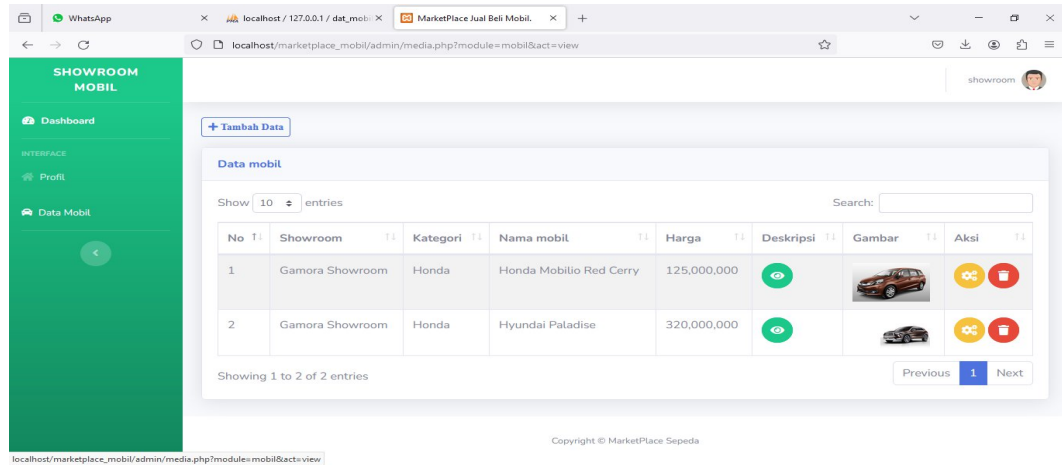 WhatsApp
localhost / 127.0.0.1 / dat_mobi
MarketPlace Jual Beli Mobil.
localhost/marketplace_mobil/admin/media.php?module=mobil&act=view
SHOWROOM
MOBIL
showroom
Dashboard
+ Tambah Data
INTERFACE
Data mobil
Profil
Show 10 entries
Search:
Data Mobil
No Showroom Kategori Nama mobil Harga Deskripsi Gambar Aksi
1 Gamora Showroom Honda Honda Mobilio Red Cerry 125,000,000
2 Gamora Showroom Honda Hyundai Paladise 320,000,000
Showing 1 to 2 of 2 entries
Previous 1 Next
Copyright © MarketPlace Sepeda
localhost/marketplace_mobil/admin/media.php?module=mobil&act=view